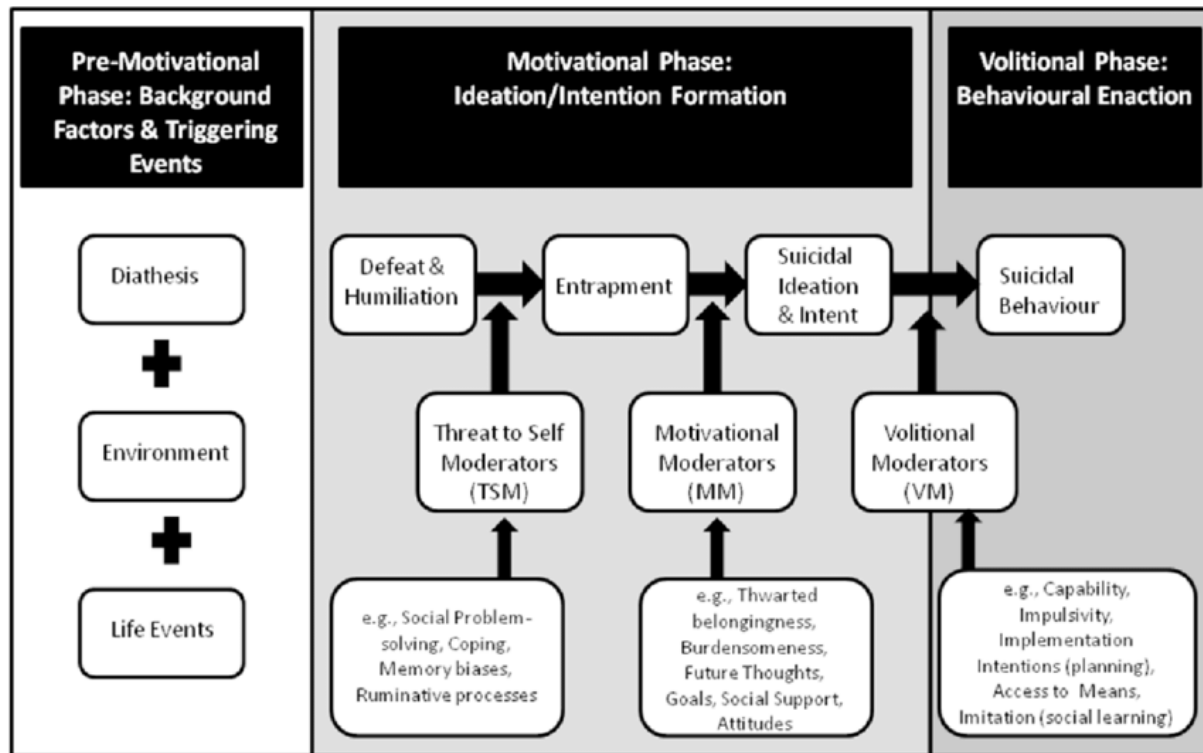 Pre-Motivational
Phase: Background
Factors & Triggering
Events
Motivational Phase:
Ideation/Intention Formation
Volitional Phase:
Behavioural Enaction
Diathesis
Environment
Life Events
Defeat &
Humiliation
Entrapment
Suicidal
Ideation
& Intent
Suicidal
Behaviour
Threat to Self
Moderators
(TSM)
Motivational
Moderators
(MM)
Volitional
Moderators
(VM)
e.g., Social Problem-
solving, Coping,
Memory biases,
Ruminative processes
e.g., Thwarted
belongingness,
Burdensomeness,
Future Thoughts,
Goals, Social Support,
Attitudes
e.g., Capability,
Impulsivity,
Implementation
Intentions (planning),
Access to Means,
Imitation (social learning)